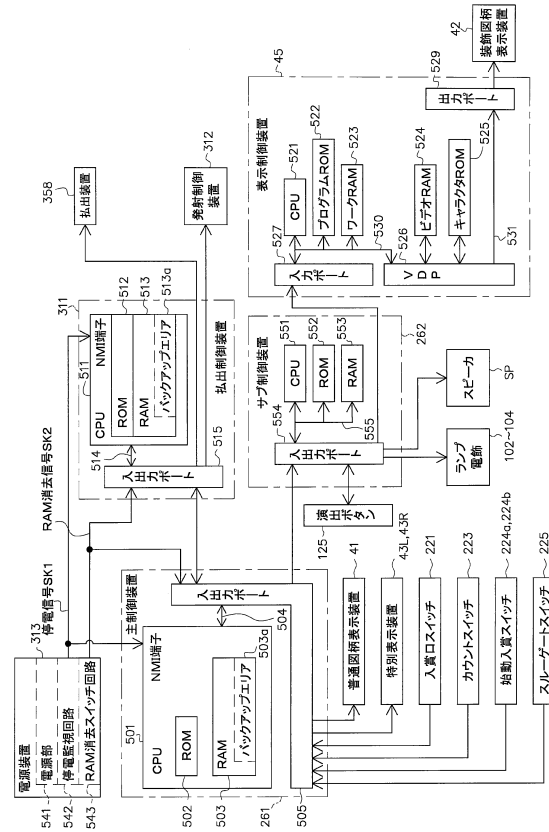 電源装置
313
541
電源部
542
停電監視回路
543
RAM消去スイッチ回路
停電信号SK1
RAM消去信号SK2
主制御装置
261
501
CPU
NMI端子
502
ROM
503
RAM
503a
バックアップエリア
504
505
入出力ポート
払出制御装置
311
511
CPU
NMI端子
512
ROM
513
RAM
513a
バックアップエリア
514
515
入出力ポート
358
払出装置
312
発射制御
装置
サブ制御装置
262
551
CPU
552
ROM
553
RAM
554
入出力ポート
555
125
演出ボタン
102~104
ランプ
電飾
SP
スピーカ
表示制御装置
45
521
CPU
522
プログラムROM
523
ワークRAM
524
ビデオRAM
525
キャラクタROM
526
VDP
527
入力ポート
529
出力ポート
530
531
42
装飾図柄
表示装置
41
普通図柄表示装置
43L,43R
特別表示装置
221
入賞口スイッチ
223
カウントスイッチ
224a,224b
始動入賞スイッチ
225
スルーゲートスイッチ